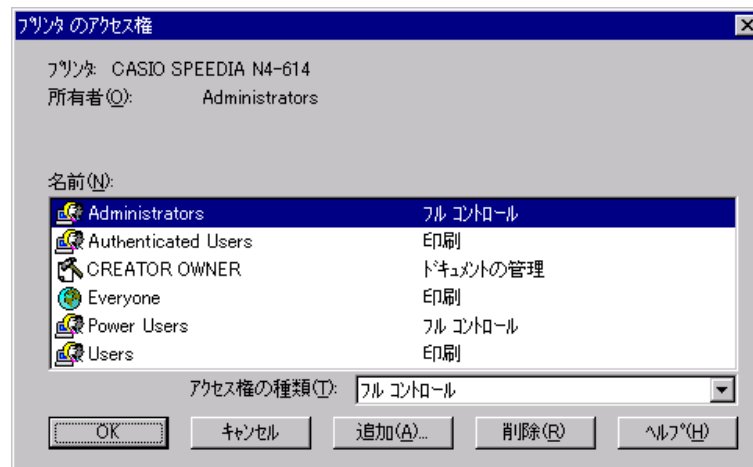 プリンタ のアクセス権
プリンタ: CASIO SPEEDIA N4-614
所有者(O): Administrators
名前(N):
Administrators フル コントロール
Authenticated Users 印刷
CREATOR OWNER ドキュメントの管理
Everyone 印刷
Power Users フル コントロール
Users 印刷
アクセス権の種類(T): フル コントロール
OK キャンセル 追加(A)... 削除(R) ヘルプ(H)